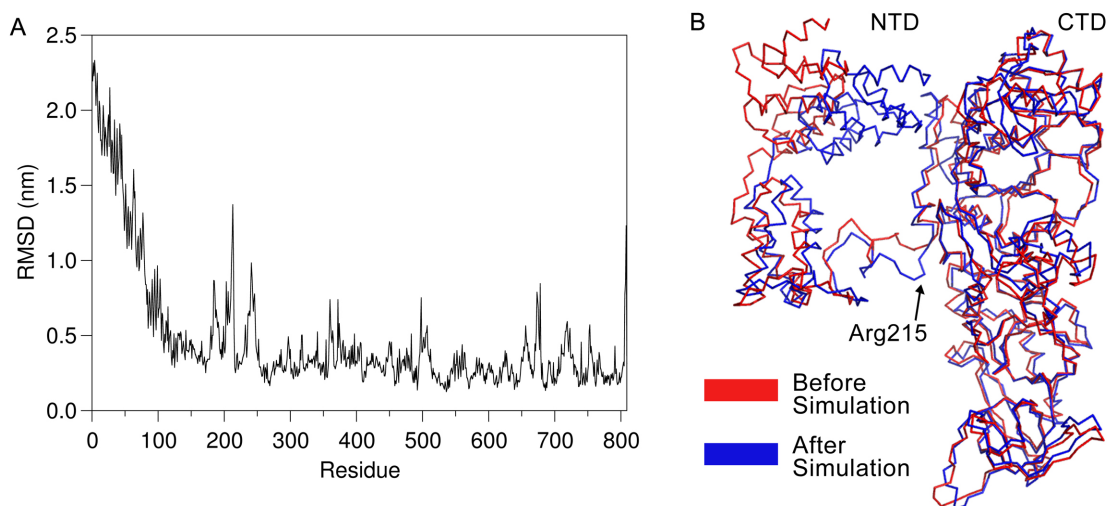 A
RMSD (nm)
2.5
2.0
1.5
1.0
0.5
0.0
0 100 200 300 400 500 600 700 800
Residue
B
NTD
CTD
Arg215
Before
Simulation
After
Simulation